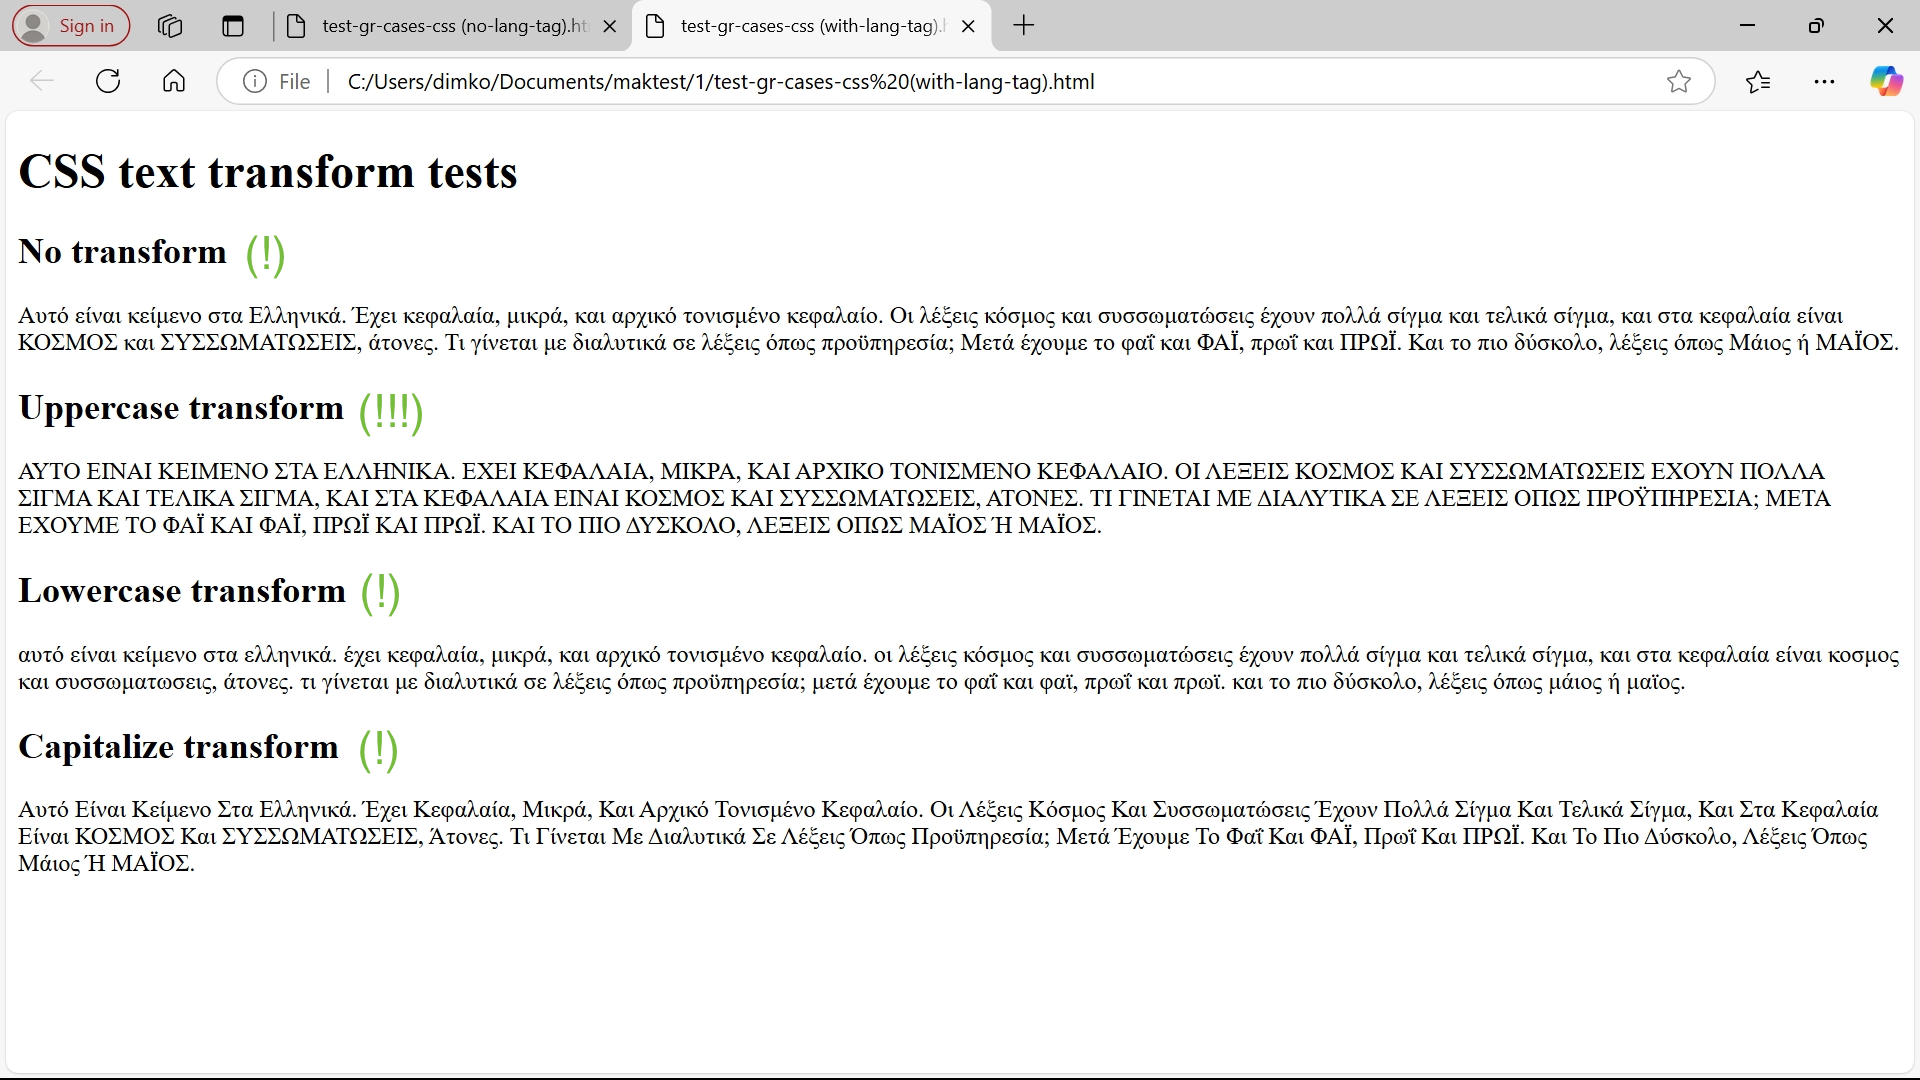 Sign in
test-gr-cases-css (no-lang-tag).ht
test-gr-cases-css (with-lang-tag).h
File
C:/Users/dimko/Documents/maktest/1/test-gr-cases-css%20(with-lang-tag).html
CSS text transform tests
No transform (!)
Αυτό είναι κείμενο στα Ελληνικά. Έχει κεφαλαία, μικρά, και αρχικό τονισμένο κεφαλαίο. Οι λέξεις κόσμος και συσσωματώσεις έχουν πολλά σίγμα και τελικά σίγμα, και στα κεφαλαία είναι
ΚΟΣΜΟΣ και ΣΥΣΣΩΜΑΤΩΣΕΙΣ, άτονες. Τι γίνεται με διαλυτικά σε λέξεις όπως προϋπηρεσία; Μετά έχουμε το φαΐ και ΦΑΪ, πρωΐ και ΠΡΩΪ. Και το πιο δύσκολο, λέξεις όπως Μάιος ή ΜΑΪΟΣ.
Uppercase transform (!!!)
ΑΥΤΟ ΕΙΝΑΙ ΚΕΙΜΕΝΟ ΣΤΑ ΕΛΛΗΝΙΚΑ. ΕΧΕΙ ΚΕΦΑΛΑΙΑ, ΜΙΚΡΑ, ΚΑΙ ΑΡΧΙΚΟ ΤΟΝΙΣΜΕΝΟ ΚΕΦΑΛΑΙΟ. ΟΙ ΛΕΞΕΙΣ ΚΟΣΜΟΣ ΚΑΙ ΣΥΣΣΩΜΑΤΩΣΕΙΣ ΕΧΟΥΝ ΠΟΛΛΑ
ΣΙΓΜΑ ΚΑΙ ΤΕΛΙΚΑ ΣΙΓΜΑ, ΚΑΙ ΣΤΑ ΚΕΦΑΛΑΙΑ ΕΙΝΑΙ ΚΟΣΜΟΣ ΚΑΙ ΣΥΣΣΩΜΑΤΩΣΕΙΣ, ΑΤΟΝΕΣ. ΤΙ ΓΙΝΕΤΑΙ ΜΕ ΔΙΑΛΥΤΙΚΑ ΣΕ ΛΕΞΕΙΣ ΟΠΩΣ ΠΡΟΫΠΗΡΕΣΙΑ; ΜΕΤΑ
ΕΧΟΥΜΕ ΤΟ ΦΑΪ ΚΑΙ ΦΑΪ, ΠΡΩΪ ΚΑΙ ΠΡΩΪ. ΚΑΙ ΤΟ ΠΙΟ ΔΥΣΚΟΛΟ, ΛΕΞΕΙΣ ΟΠΩΣ ΜΑΪΟΣ Ή ΜΑΪΟΣ.
Lowercase transform (!)
αυτό είναι κείμενο στα ελληνικά. έχει κεφαλαία, μικρά, και αρχικό τονισμένο κεφαλαίο. οι λέξεις κόσμος και συσσωματώσεις έχουν πολλά σίγμα και τελικά σίγμα, και στα κεφαλαία είναι κοσμος
και συσσωματωσεις, άτονες. τι γίνεται με διαλυτικά σε λέξεις όπως προϋπηρεσία; μετά έχουμε το φαΐ και φαϊ, πρωΐ και πρωϊ. και το πιο δύσκολο, λέξεις όπως μάιος ή μαϊος.
Capitalize transform (!)
Αυτό Είναι Κείμενο Στα Ελληνικά. Έχει Κεφαλαία, Μικρά, Και Αρχικό Τονισμένο Κεφαλαίο. Οι Λέξεις Κόσμος Και Συσσωματώσεις Έχουν Πολλά Σίγμα Και Τελικά Σίγμα, Και Στα Κεφαλαία
Είναι ΚΟΣΜΟΣ Και ΣΥΣΣΩΜΑΤΩΣΕΙΣ, Άτονες. Τι Γίνεται Με Διαλυτικά Σε Λέξεις Όπως Προϋπηρεσία; Μετά Έχουμε Το Φαΐ Και ΦΑΪ, Πρωΐ Και ΠΡΩΪ. Και Το Πιο Δύσκολο, Λέξεις Όπως
Μάιος Ή ΜΑΪΟΣ.